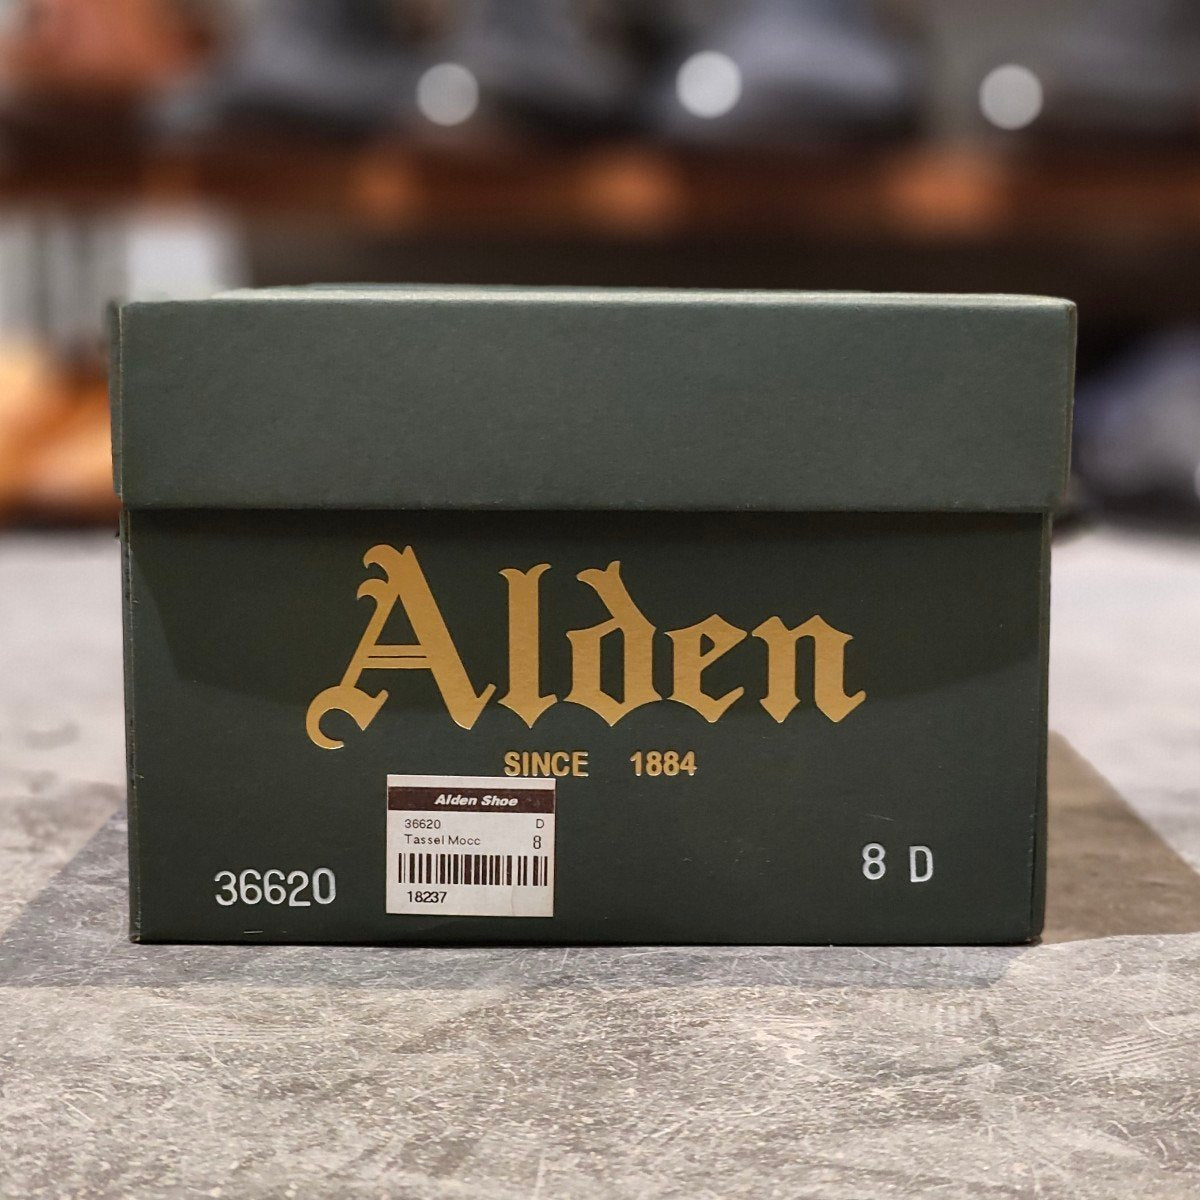 Alden
SINCE 1884
Alden Shoe
36620 D
Tassel Mocc 8
18237
36620
8 D